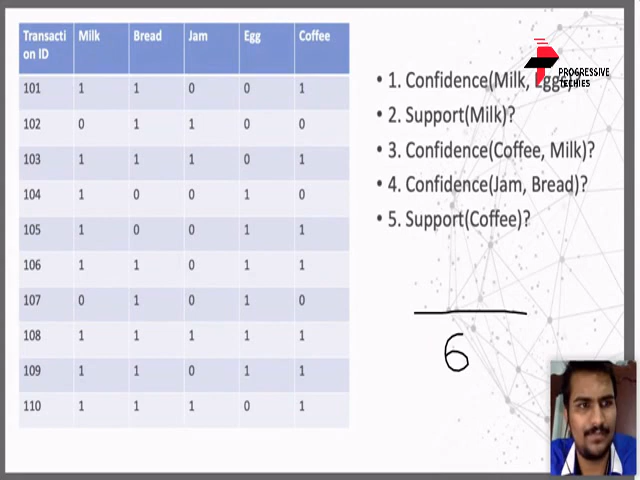 Transacti on ID Milk Bread Jam Egg Coffee
101 1 1 0 0 1
102 0 1 1 0 0
103 1 1 1 0 1
104 1 0 0 1 0
105 1 0 0 1 1
106 1 1 0 1 1
107 0 1 0 1 0
108 1 1 1 1 1
109 1 1 0 1 1
110 1 1 1 0 1
• 1. Confidence(Milk,
• 2. Support(Milk)?
• 3. Confidence(Coffee, Milk)?
• 4. Confidence(Jam, Bread)?
• 5. Support(Coffee)?
6
PROGRESSIVE
TECHIES